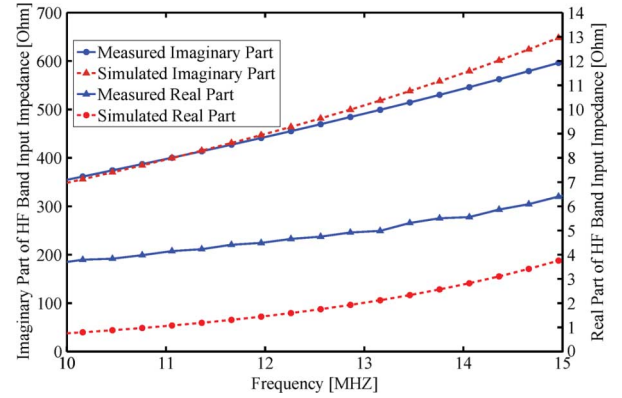 Imaginary Part of HF Band Input Impedance [Ohm]
700
600
500
400
300
200
100
0
Measured Imaginary Part
Simulated Imaginary Part
Measured Real Part
Simulated Real Part
14
13
12
11
10
9
8
7
6
5
4
3
2
1
0
Real Part of HF Band Input Impedance [Ohm]
10 11 12 13 14 15
Frequency [MHZ]